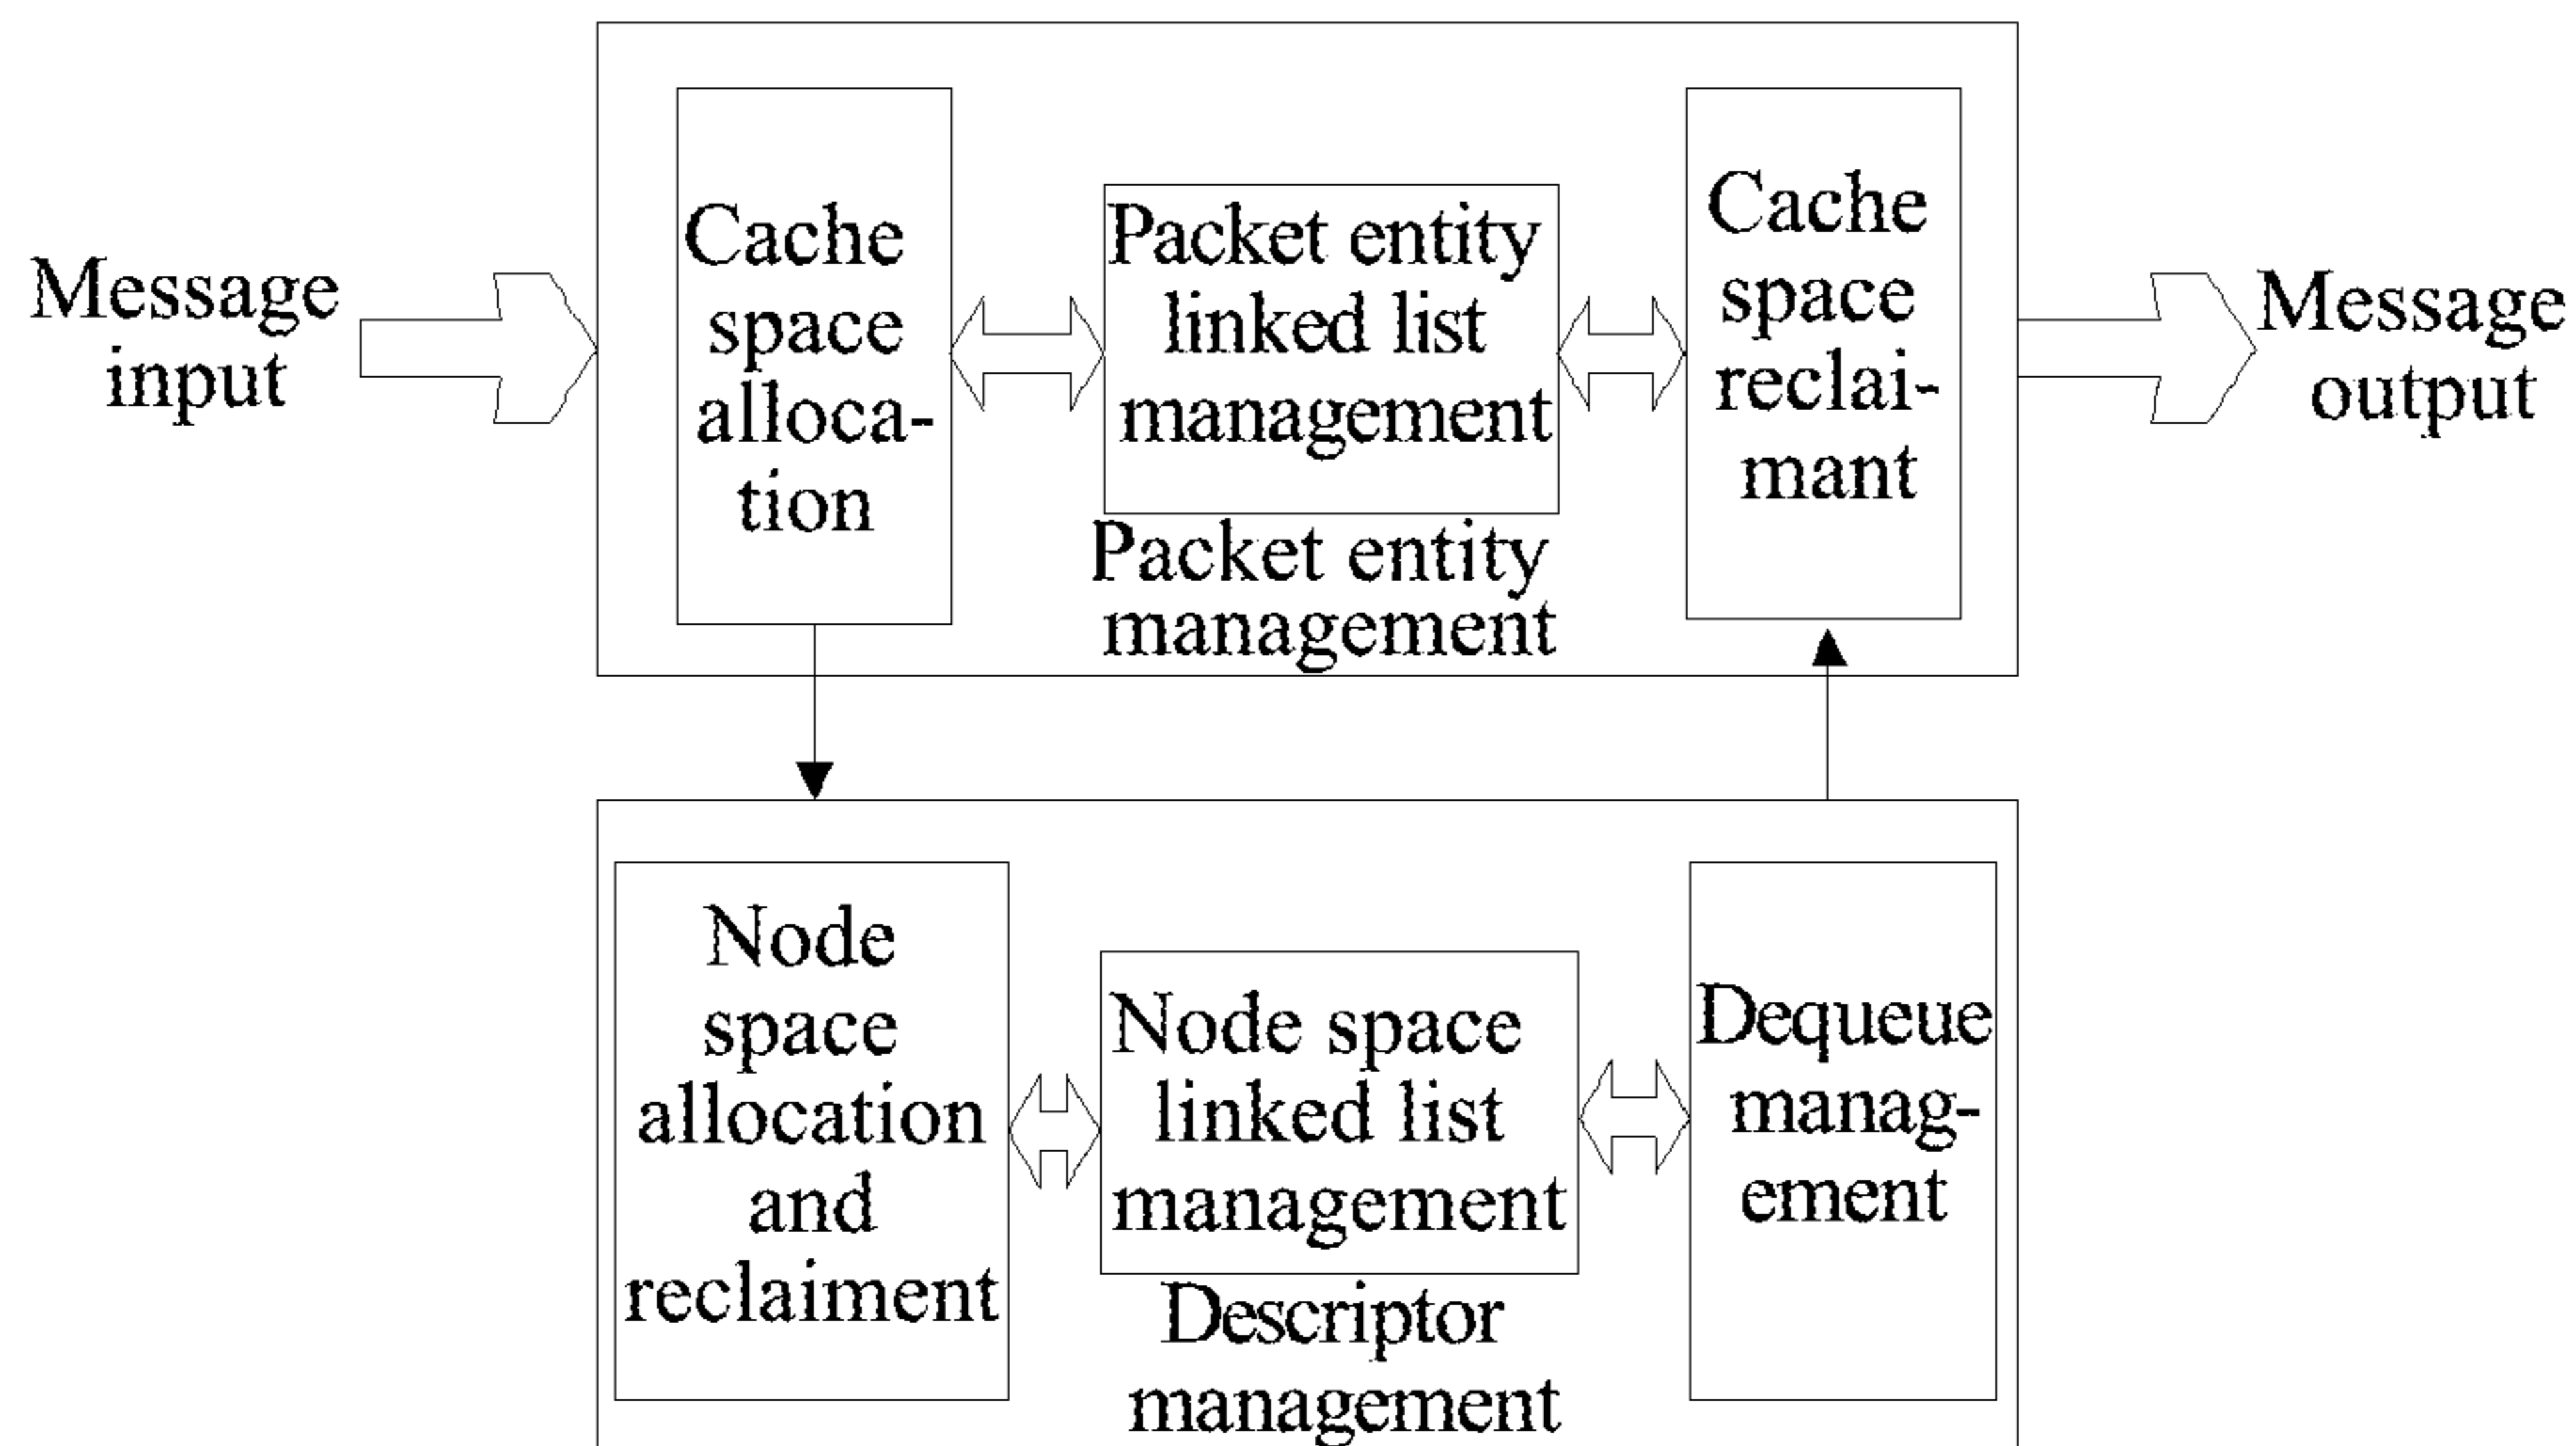 Message
input
Cache
space
alloca-
tion
Packet entity
linked list
management
Packet entity
management
Cache
space
reclai-
mant
Message
output
Node
space
allocation
and
reclaiment
Node space
linked list
management
Descriptor
management
Dequeue
manag-
ement